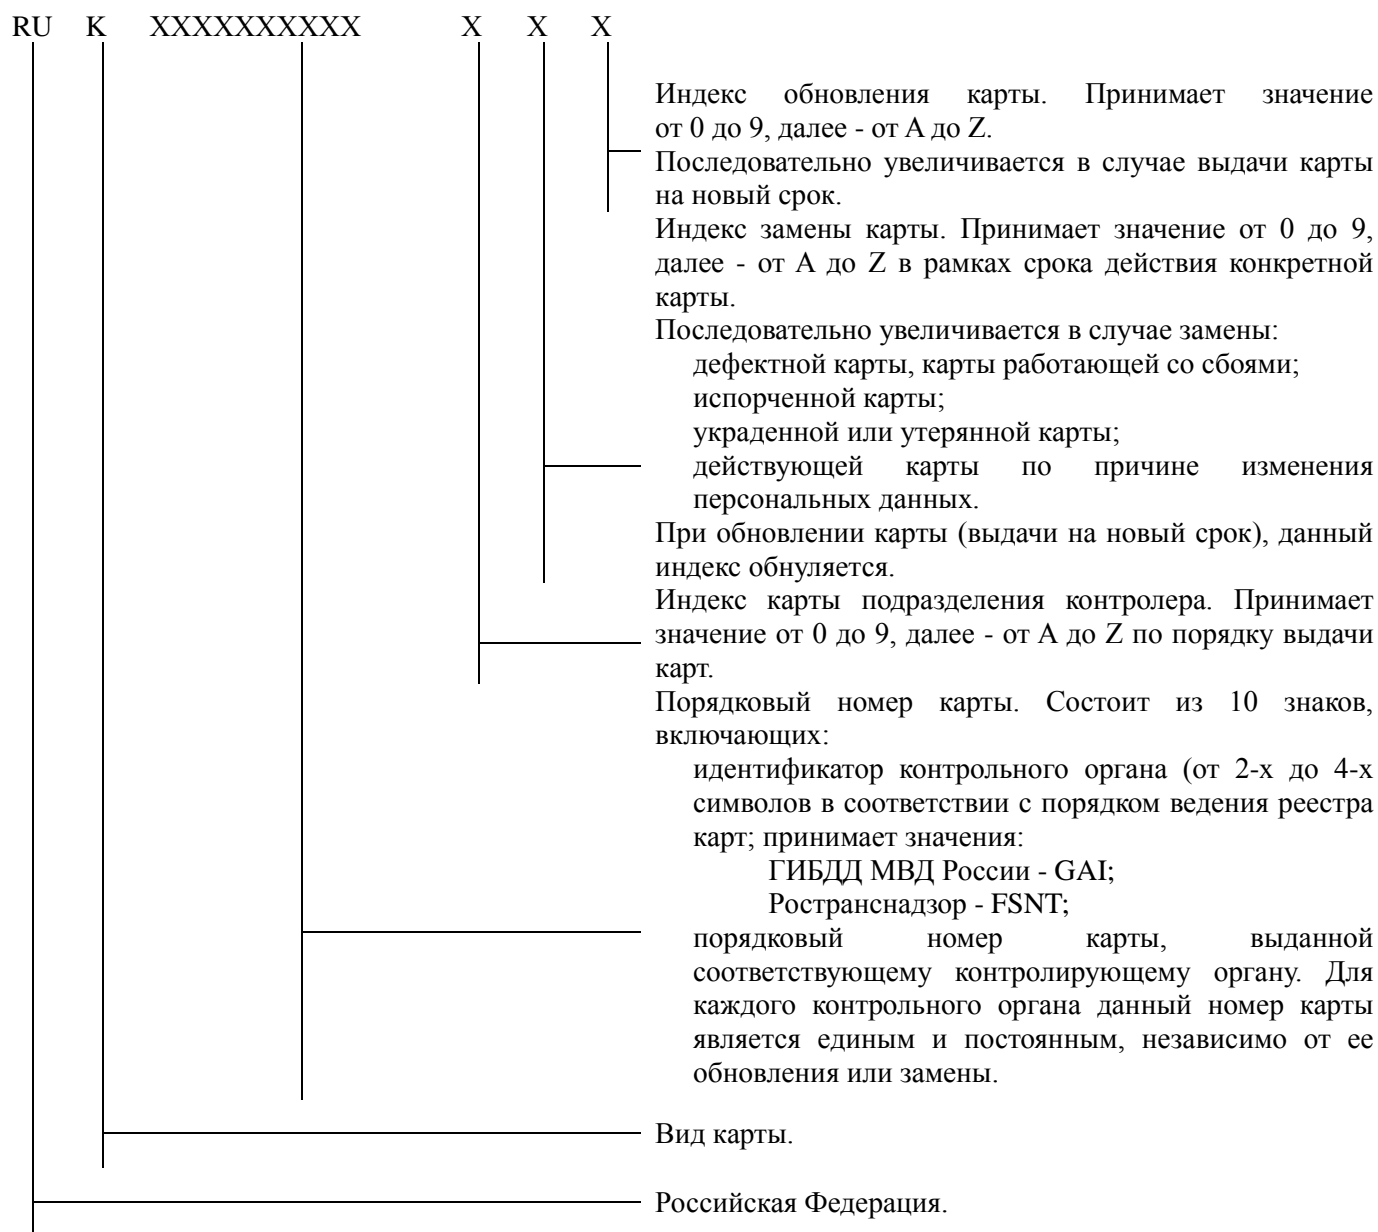 RU K XXXXXXXXXX X X X
Индекс обновления карты. Принимает значение
от 0 до 9, далее - от A до Z.
Последовательно увеличивается в случае выдачи карты
на новый срок.
Индекс замены карты. Принимает значение от 0 до 9,
далее - от A до Z в рамках срока действия конкретной
карты.
Последовательно увеличивается в случае замены:
дефектной карты, карты работающей со сбоями;
испорченной карты;
украденной или утерянной карты;
действующей карты по причине изменения
персональных данных.
При обновлении карты (выдачи на новый срок), данный
индекс обнуляется.
Индекс карты подразделения контролера. Принимает
значение от 0 до 9, далее - от A до Z по порядку выдачи
карт.
Порядковый номер карты. Состоит из 10 знаков,
включающих:
идентификатор контрольного органа (от 2-х до 4-х
символов в соответствии с порядком ведения реестра
карт; принимает значения:
ГИБДД МВД России - GAI;
Ространснадзор - FSNT;
порядковый номер карты, выданной
соответствующему контролирующему органу. Для
каждого контрольного органа данный номер карты
является единым и постоянным, независимо от ее
обновления или замены.
Вид карты.
Российская Федерация.